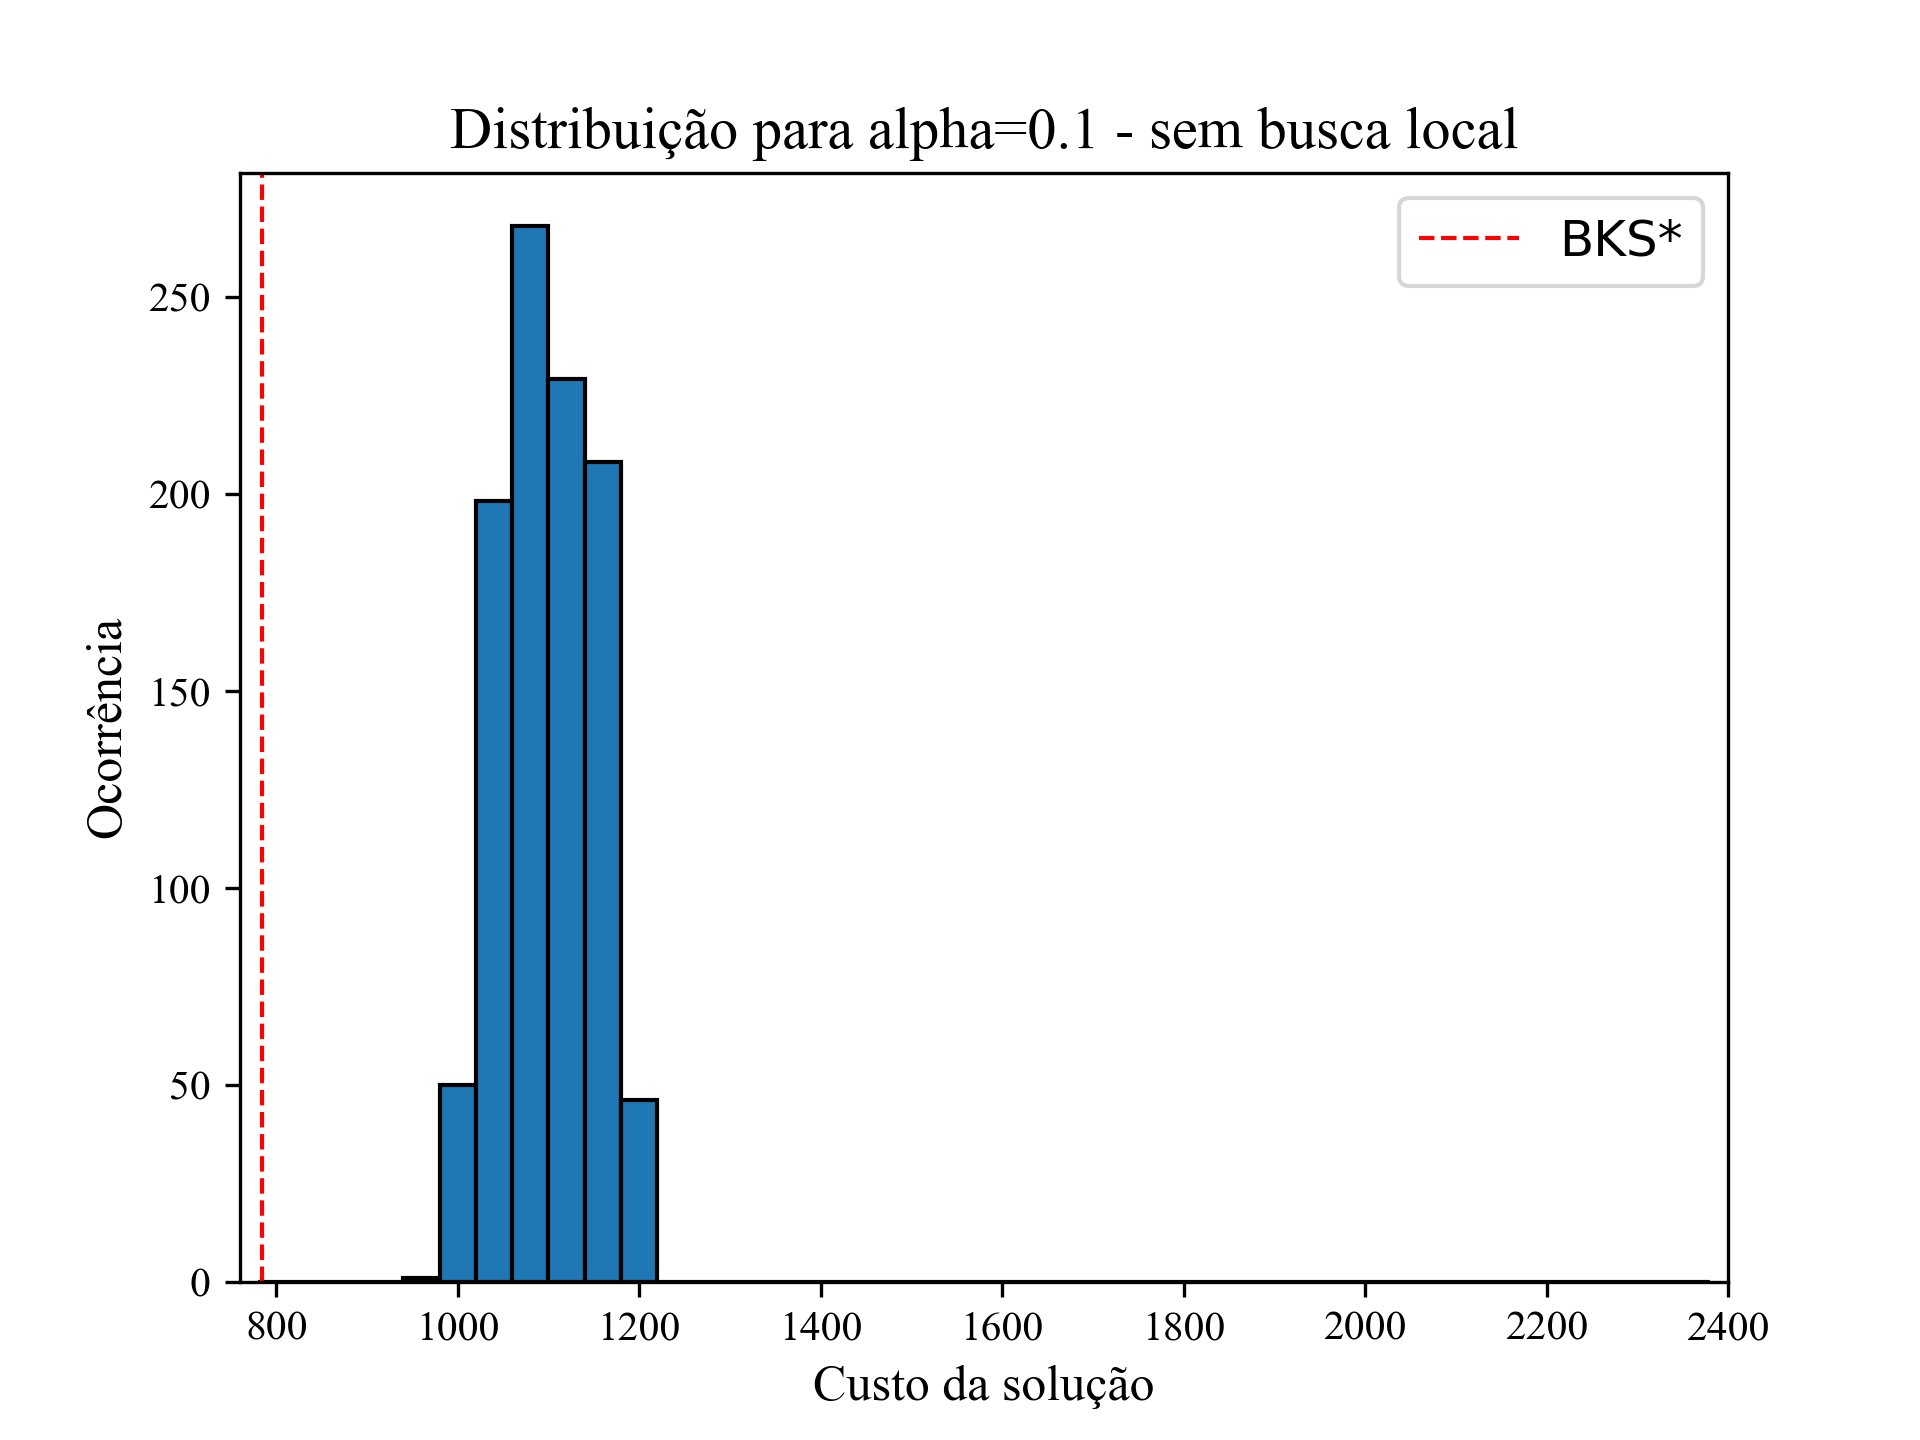 Distribuição para alpha=0.1 - sem busca local
BKS*
Ocorrência
250
200
150
100
50
0
800 1000 1200 1400 1600 1800 2000 2200 2400
Custo da solução